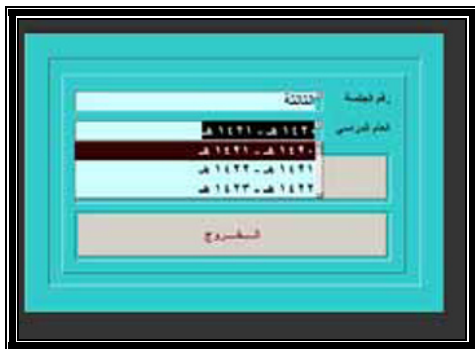 رقم الجلسة الثالثة
العام الدراسي ١٤٢٠ هـ - ١٤٢١ هـ
١٤٢٠ هـ - ١٤٢١ هـ
١٤٢١ هـ - ١٤٢٢ هـ
١٤٢٢ هـ - ١٤٢٣ هـ
الـخـروج